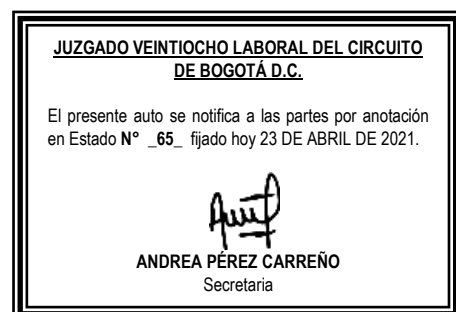 JUZGADO VEINTIOCHO LABORAL DEL CIRCUITO
DE BOGOTÁ D.C.
El presente auto se notifica a las partes por anotación
en Estado N° _65_ fijado hoy 23 DE ABRIL DE 2021.
ANDREA PÉREZ CARREÑO
Secretaria